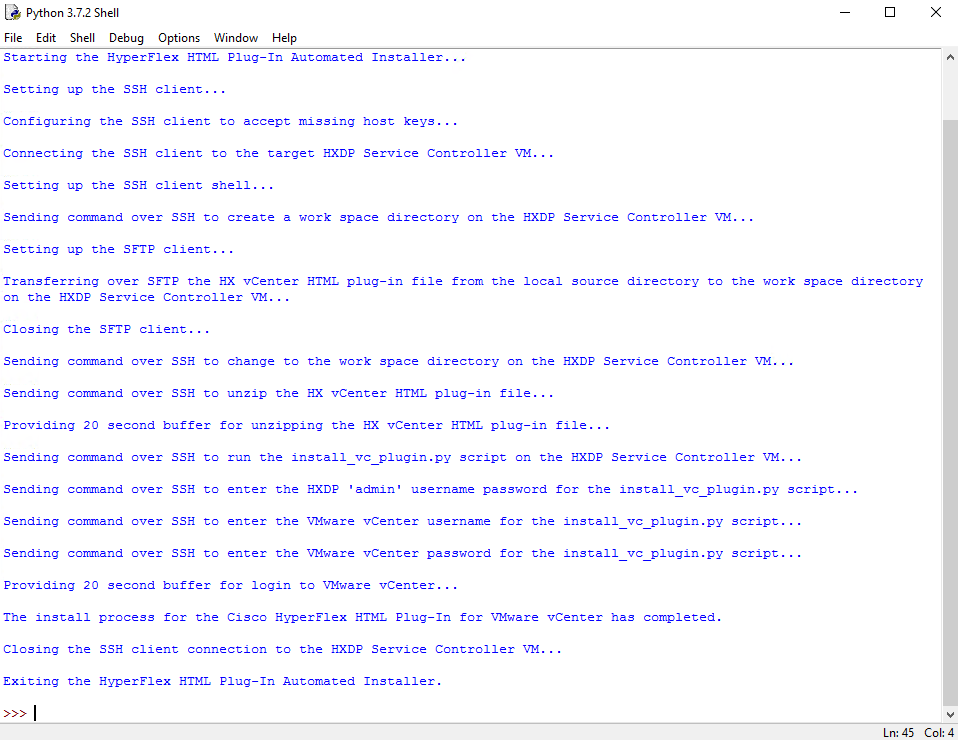 Python 3.7.2 Shell
File Edit Shell Debug Options Window Help
Starting the HyperFlex HTML Plug-In Automated Installer...
Setting up the SSH client...
Configuring the SSH client to accept missing host keys...
Connecting the SSH client to the target HXDP Service Controller VM...
Setting up the SSH client shell...
Sending command over SSH to create a work space directory on the HXDP Service Controller VM...
Setting up the SFTP client...
Transferring over SFTP the HX vCenter HTML plug-in file from the local source directory to the work space directory
on the HXDP Service Controller VM...
Closing the SFTP client...
Sending command over SSH to change to the work space directory on the HXDP Service Controller VM...
Sending command over SSH to unzip the HX vCenter HTML plug-in file...
Providing 20 second buffer for unzipping the HX vCenter HTML plug-in file...
Sending command over SSH to run the install_vc_plugin.py script on the HXDP Service Controller VM...
Sending command over SSH to enter the HXDP 'admin' username password for the install_vc_plugin.py script...
Sending command over SSH to enter the VMware vCenter username for the install_vc_plugin.py script...
Sending command over SSH to enter the VMware vCenter password for the install_vc_plugin.py script...
Providing 20 second buffer for login to VMware vCenter...
The install process for the Cisco HyperFlex HTML Plug-In for VMware vCenter has completed.
Closing the SSH client connection to the HXDP Service Controller VM...
Exiting the HyperFlex HTML Plug-In Automated Installer.
>>>
Ln: 45 Col: 4